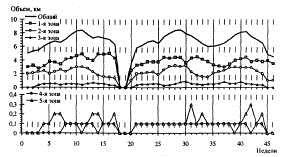 Объем, км
10
Общий
8
1-я зона
2-я зона
6
3-я зона
4
2
0
0,4
4-я зона
5-я зона
0,3
0,2
0,1
0
0 5 10 15 20 25 30 35 40 45
Недели